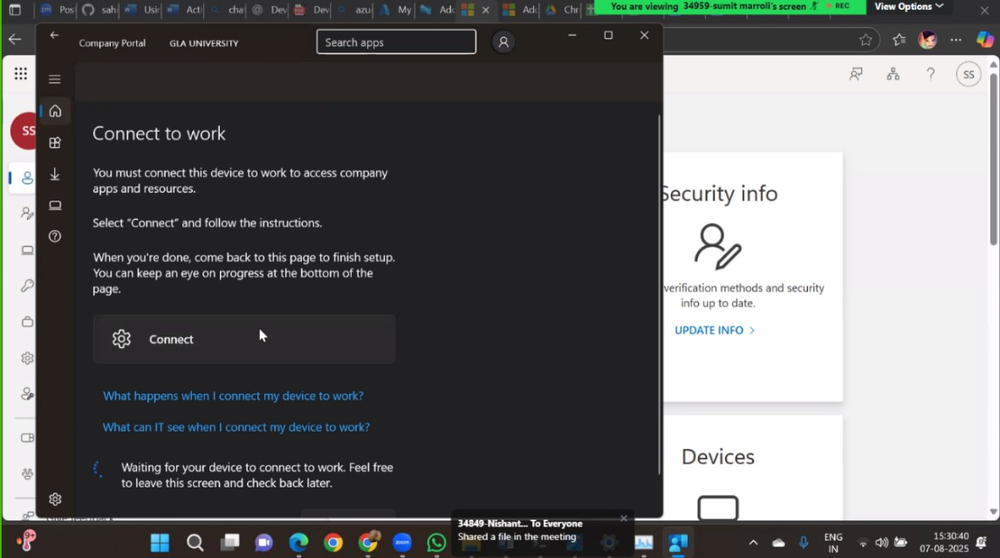 Pos
sah
Usi
Act
cha
Dev
Dev
azu
My
Add
Add
Chr
You are viewing 34959-sumit marroli's screen
REC
View Options
Company Portal
GLA UNIVERSITY
Search apps
SS
SS
Connect to work
You must connect this device to work to access company
apps and resources.
Select "Connect" and follow the instructions.
When you're done, come back to this page to finish setup.
You can keep an eye on progress at the bottom of the
page.
Connect
What happens when I connect my device to work?
What can IT see when I connect my device to work?
Waiting for your device to connect to work. Feel free
to leave this screen and check back later.
Security info
verification methods and security
info up to date.
UPDATE INFO >
Devices
34849-Nishant... To Everyone
Shared a file in the meeting
9+
zoom
ENG
IN
15:30:40
07-08-2025